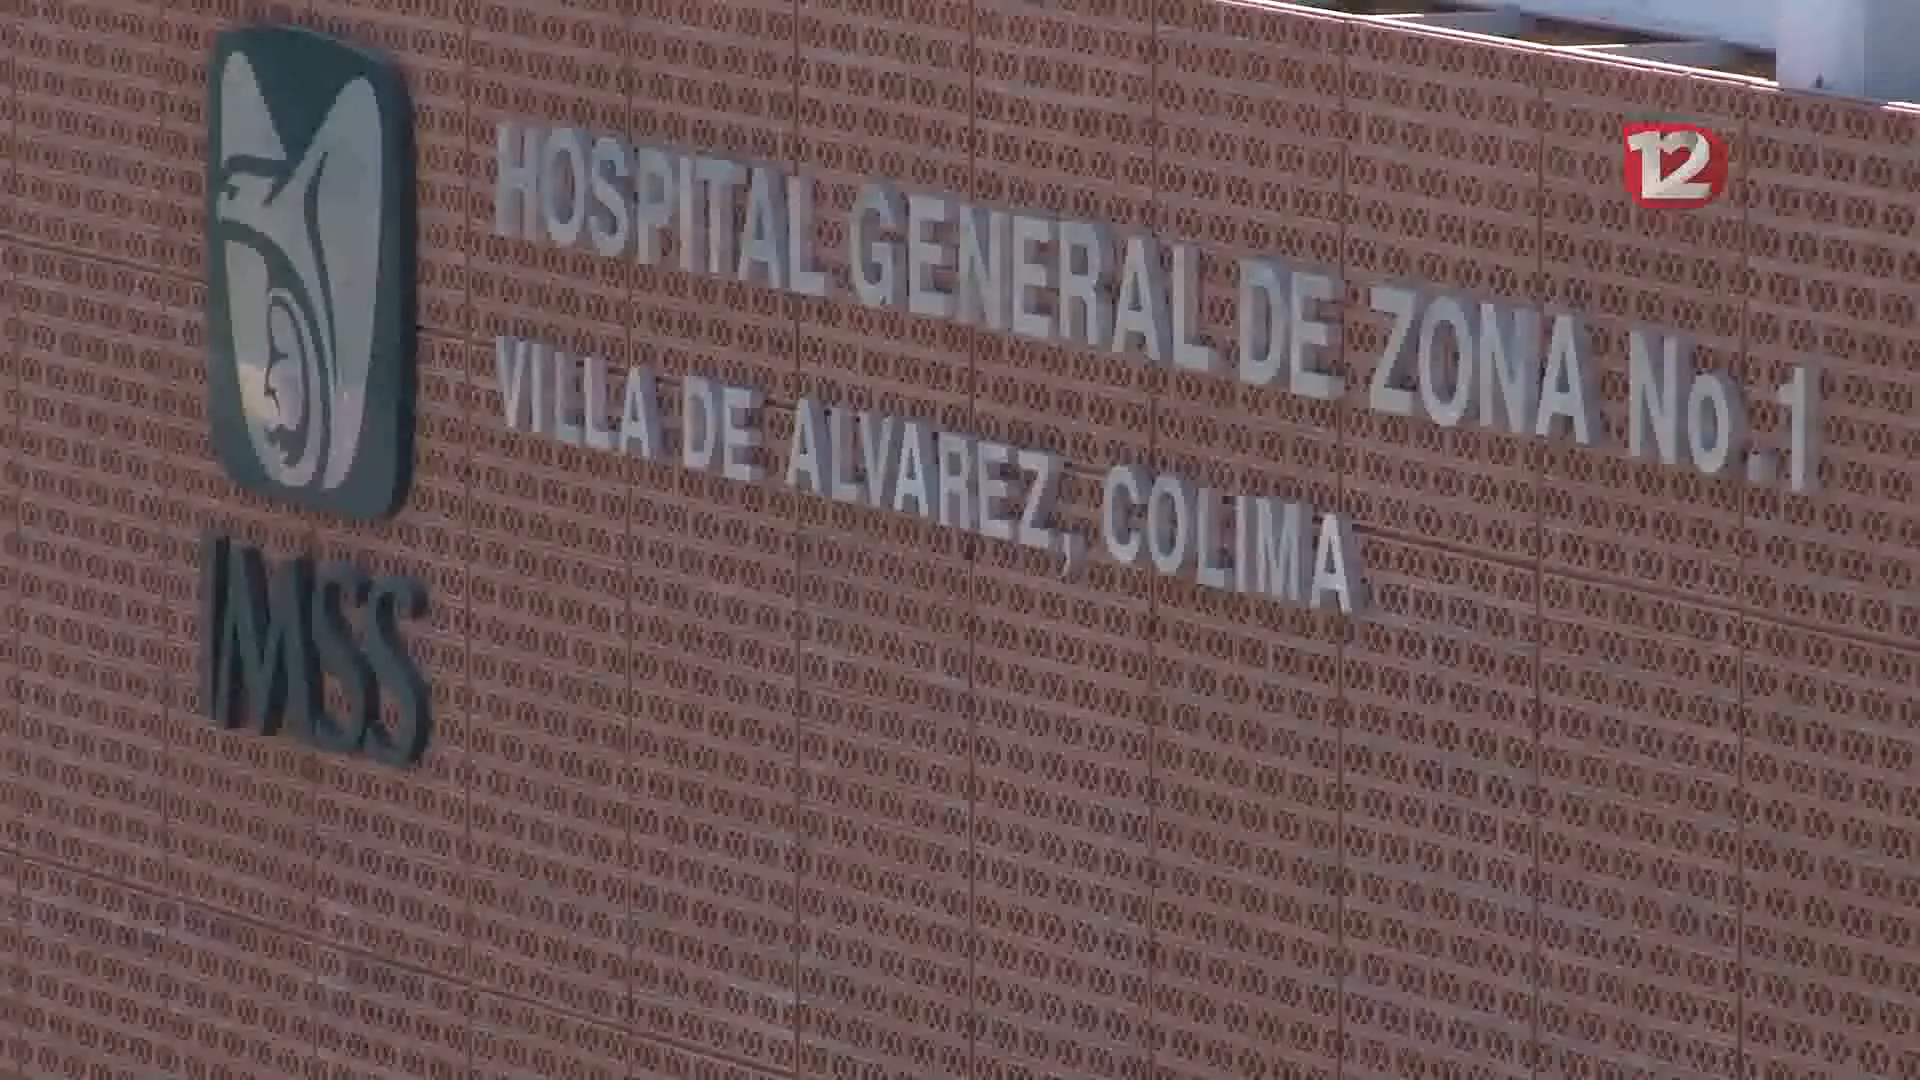 12
HOSPITAL GENERAL DE ZONA No.1
VILLA DE ALVAREZ, COLIMA
IMSS